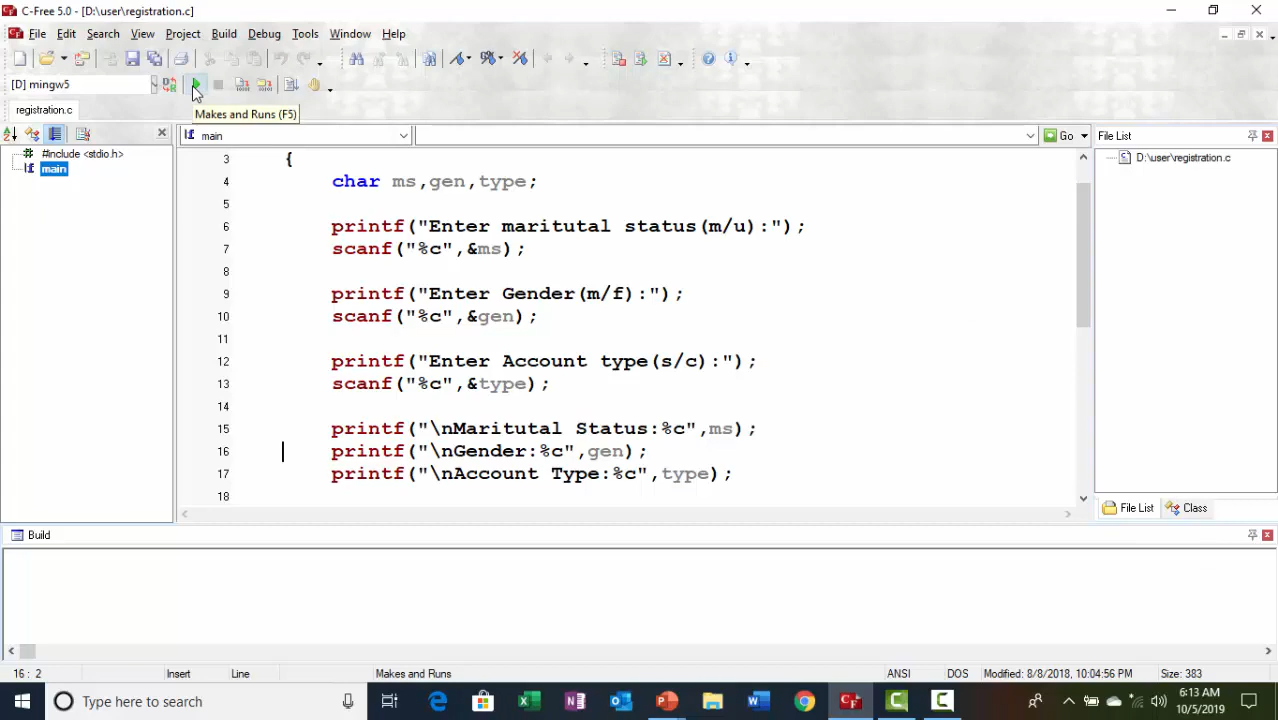 C-Free 5.0 - [D:\user\registration.c]
File Edit Search View Project Build Debug Tools Window Help
[D] mingw5
Makes and Runs (F5)
registration.c
main
Go
File List
#include <stdio.h>
main
D:\user\registration.c
3 {
4 char ms,gen,type;
5
6 printf("Enter maritutal status(m/u):");
7 scanf("%c",&ms);
8
9 printf("Enter Gender(m/f):");
10 scanf("%c",&gen);
11
12 printf("Enter Account type(s/c):");
13 scanf("%c",&type);
14
15 printf("\nMaritutal Status:%c",ms);
16 printf("\nGender:%c",gen);
17 printf("\nAccount Type:%c",type);
18
File List Class
Build
16 : 2 Insert Line Makes and Runs ANSI DOS Modified: 8/8/2018, 10:04:56 PM Size: 383
Type here to search
6:13 AM
10/5/2019